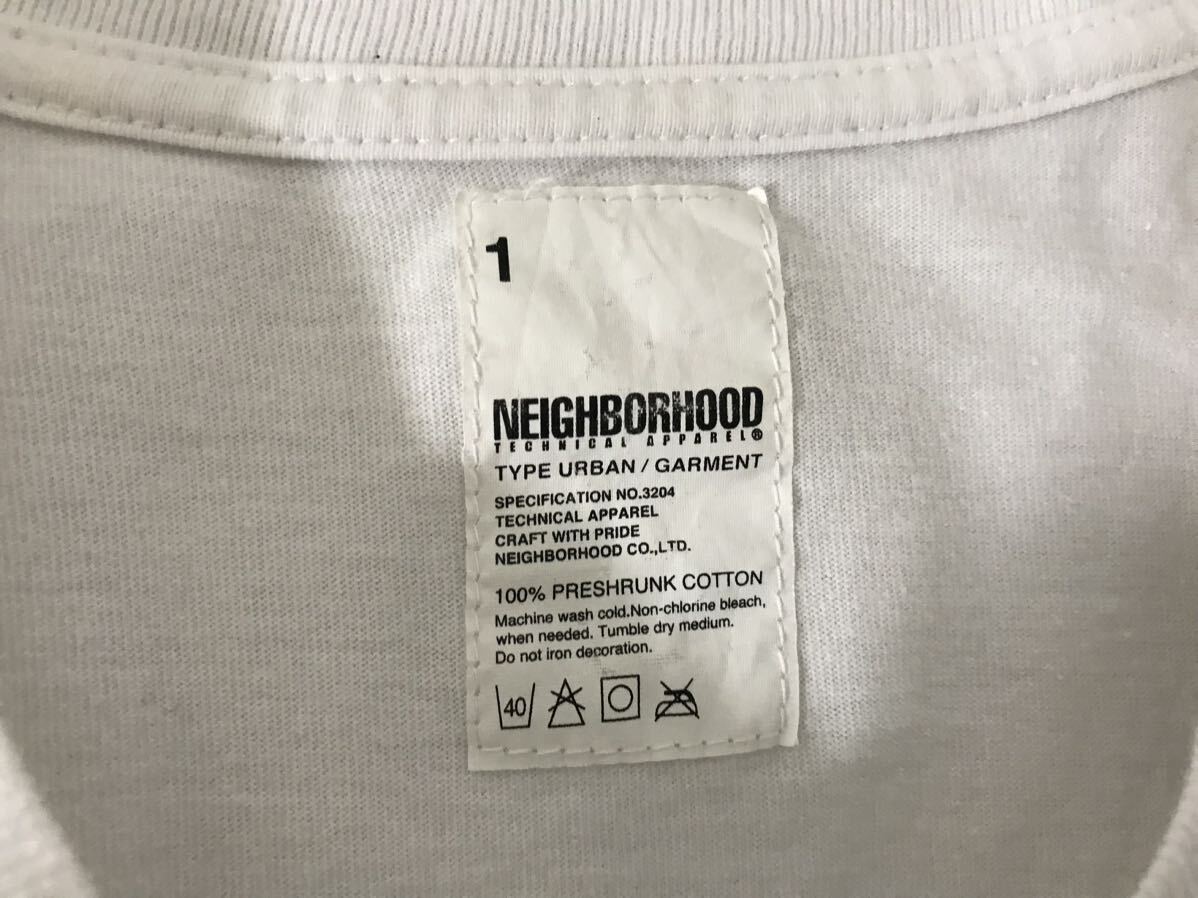 1
NEIGHBORHOOD
TECHNICAL APPAREL®
TYPE URBAN / GARMENT
SPECIFICATION NO.3204
TECHNICAL APPAREL
CRAFT WITH PRIDE
NEIGHBORHOOD CO.,LTD.
100% PRESHRUNK COTTON
Machine wash cold.Non-chlorine bleach,
when needed. Tumble dry medium.
Do not iron decoration.
40